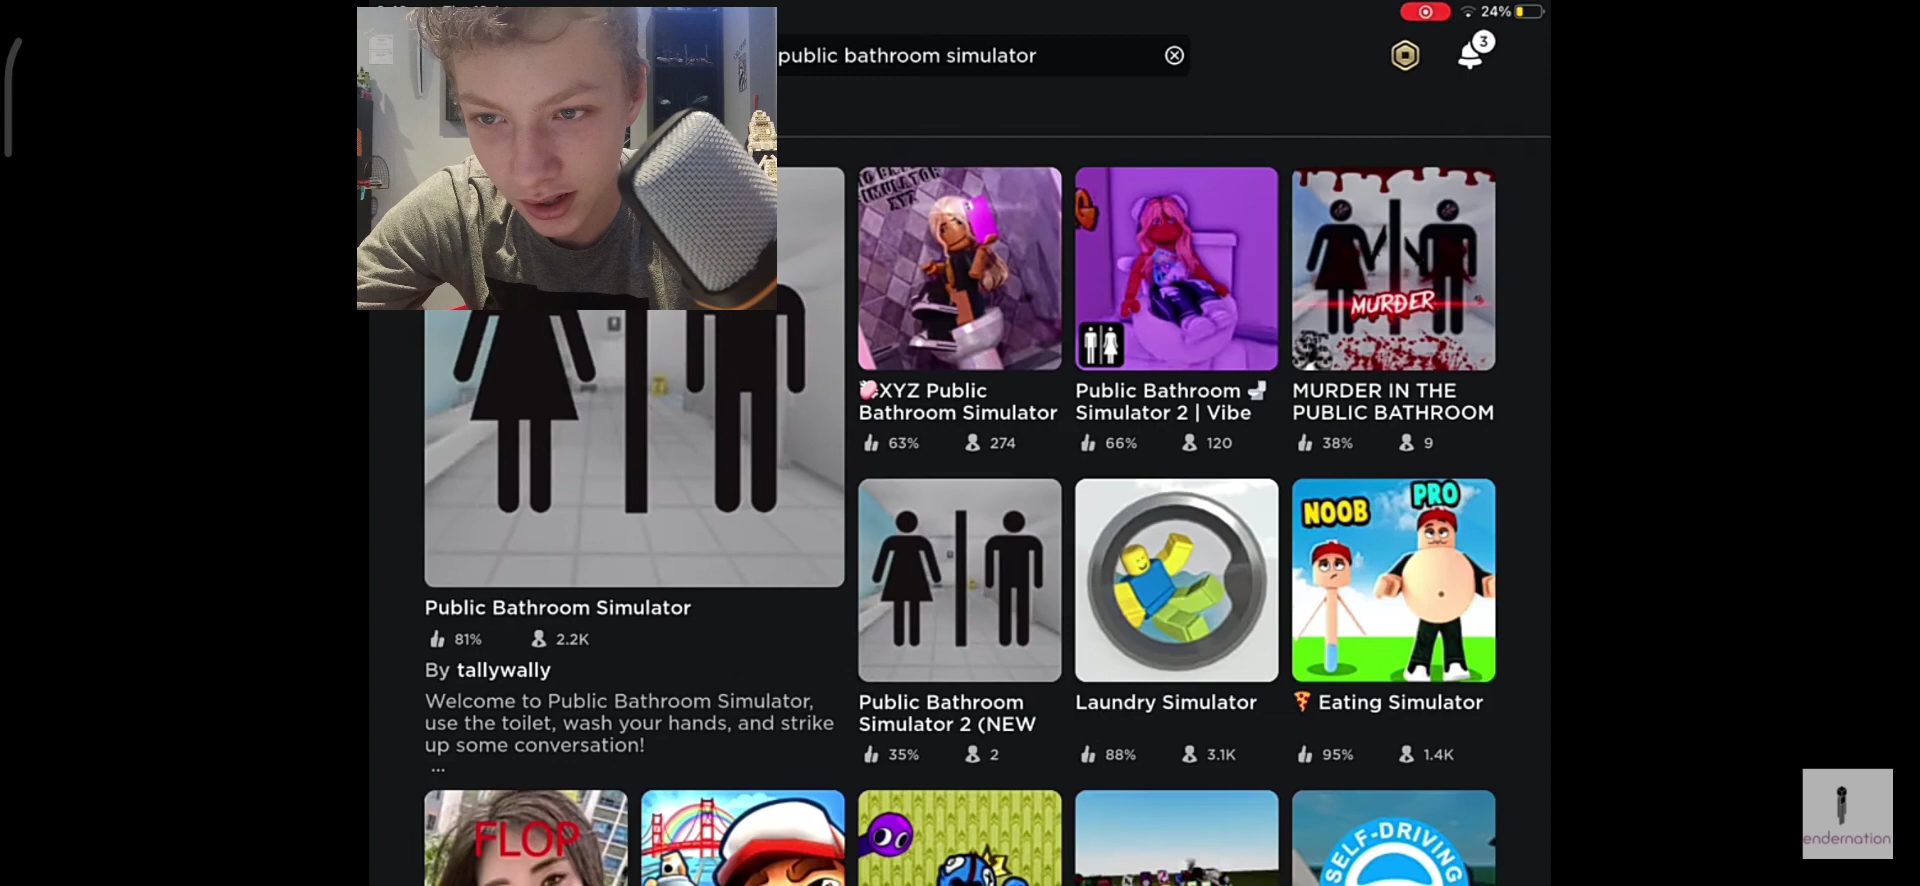 24%
public bathroom simulator
3
SIMULATOR
XYZ
MURDER
XYZ Public
Bathroom Simulator
63% 274
Public Bathroom
Simulator 2 | Vibe
66% 120
MURDER IN THE
PUBLIC BATHROOM
38% 9
Public Bathroom Simulator
81% 2.2K
By tallywally
Welcome to Public Bathroom Simulator,
use the toilet, wash your hands, and strike
up some conversation!
...
NOOB PRO
Public Bathroom
Simulator 2 (NEW
35% 2
Laundry Simulator
88% 3.1K
Eating Simulator
95% 1.4K
FLOP
SELF-DRIVING
endernation